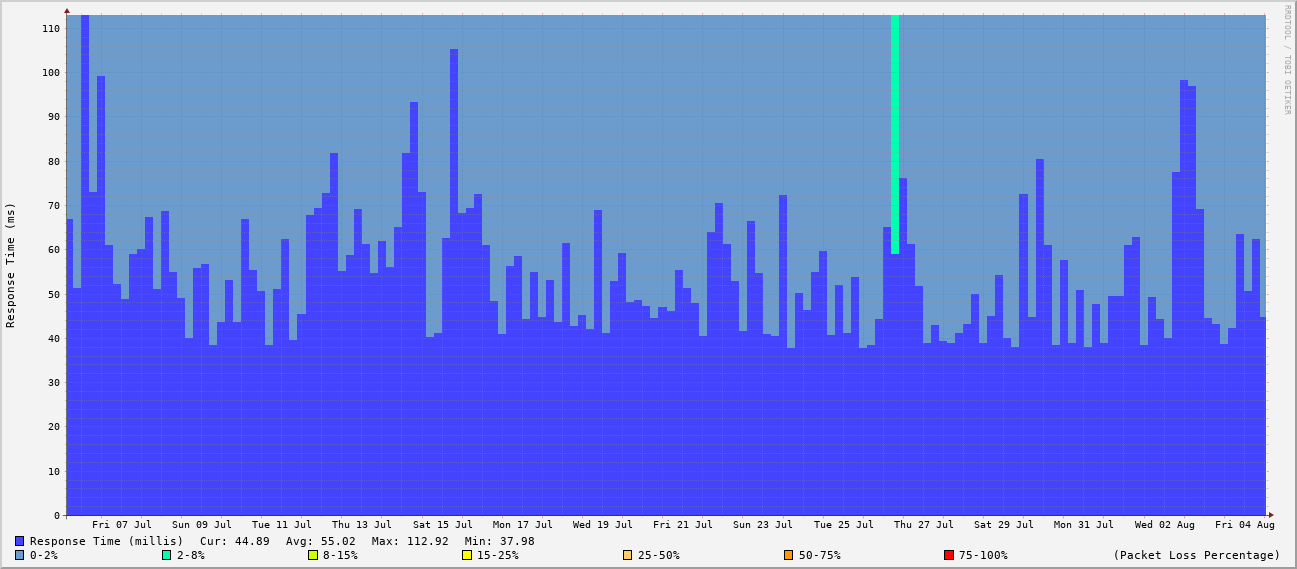 RRDTOOL / TOBI OETIKER
Response Time (ms)
110
100
90
80
70
60
50
40
30
20
10
0
Fri 07 Jul Sun 09 Jul Tue 11 Jul Thu 13 Jul Sat 15 Jul Mon 17 Jul Wed 19 Jul Fri 21 Jul Sun 23 Jul Tue 25 Jul Thu 27 Jul Sat 29 Jul Mon 31 Jul Wed 02 Aug Fri 04 Aug
Response Time (millis) Cur: 44.89 Avg: 55.02 Max: 112.92 Min: 37.98
0-2% 2-8% 8-15% 15-25% 25-50% 50-75% 75-100% (Packet Loss Percentage)